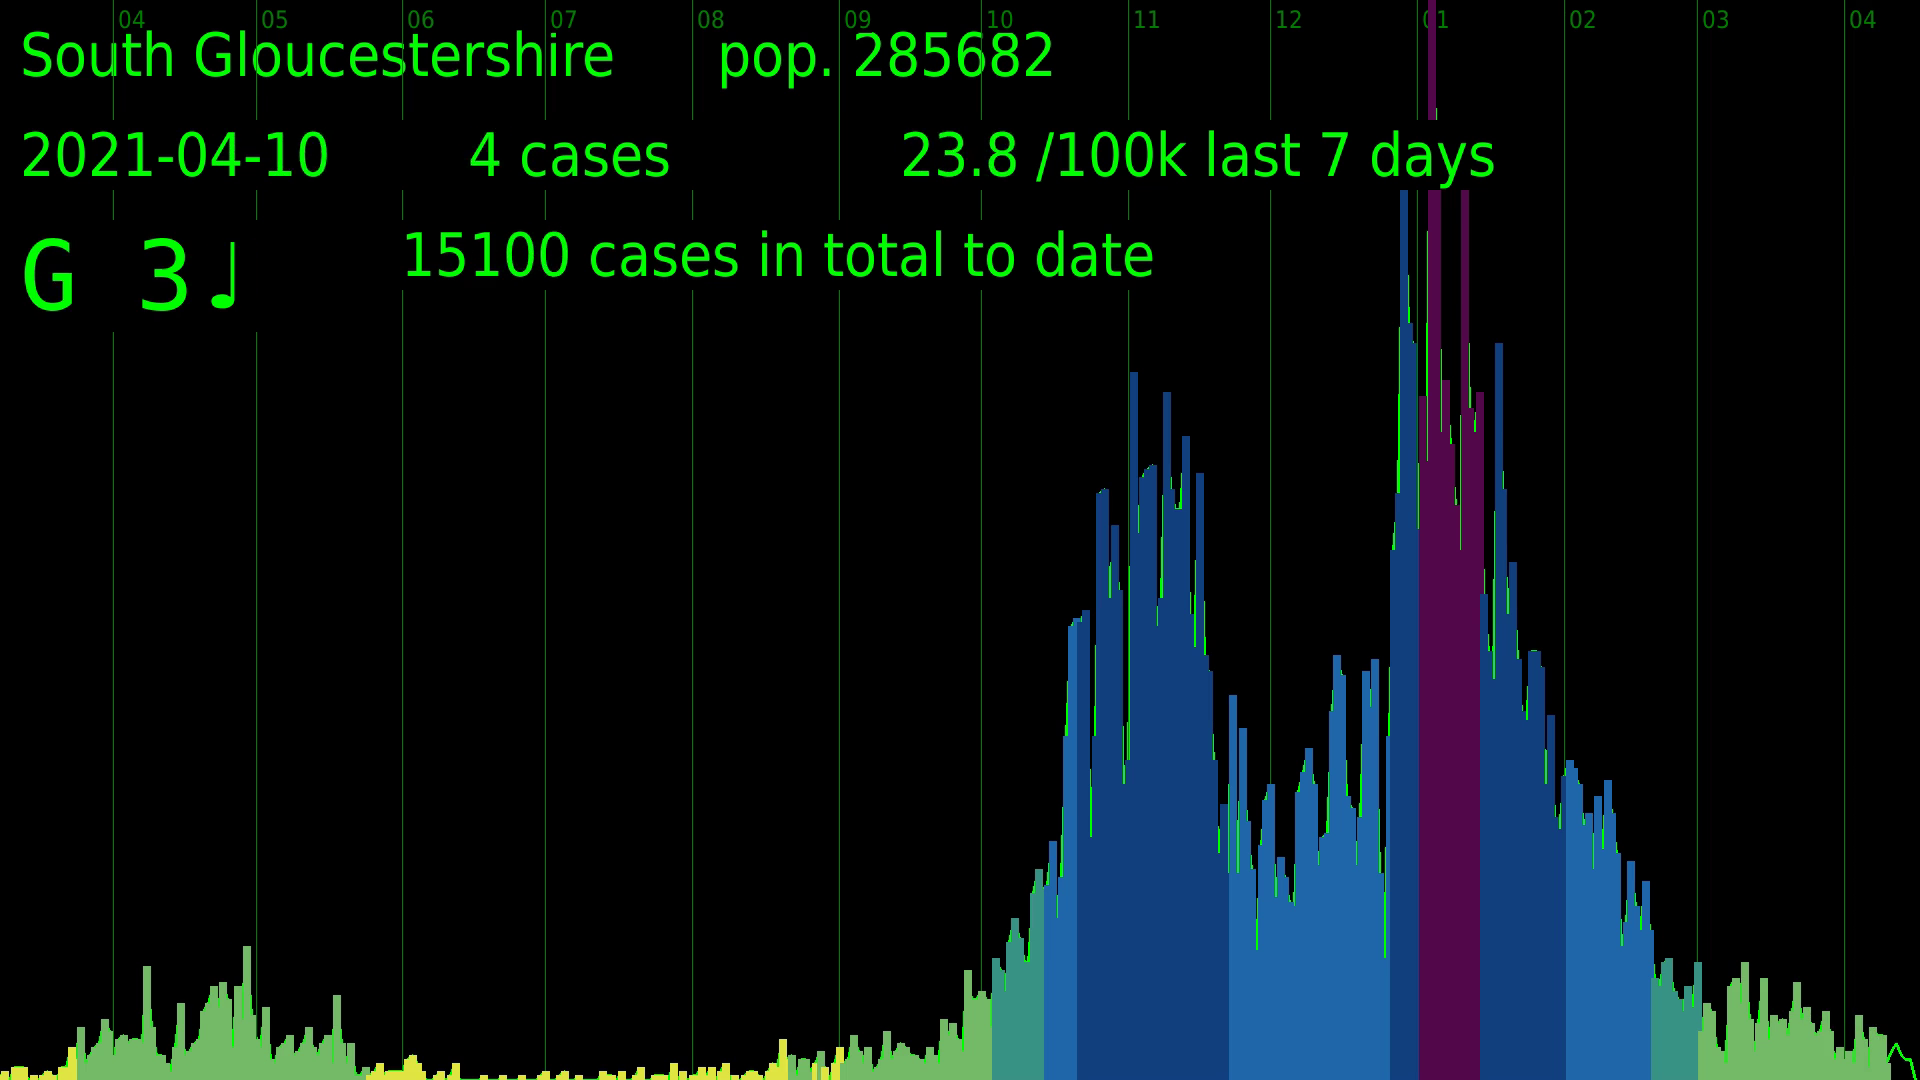 04 05 06 07 08 09 10 11 12 01 02 03 04
South Gloucestershire pop. 285682
2021-04-10 4 cases 23.8 /100k last 7 days
G 3♩ 15100 cases in total to date